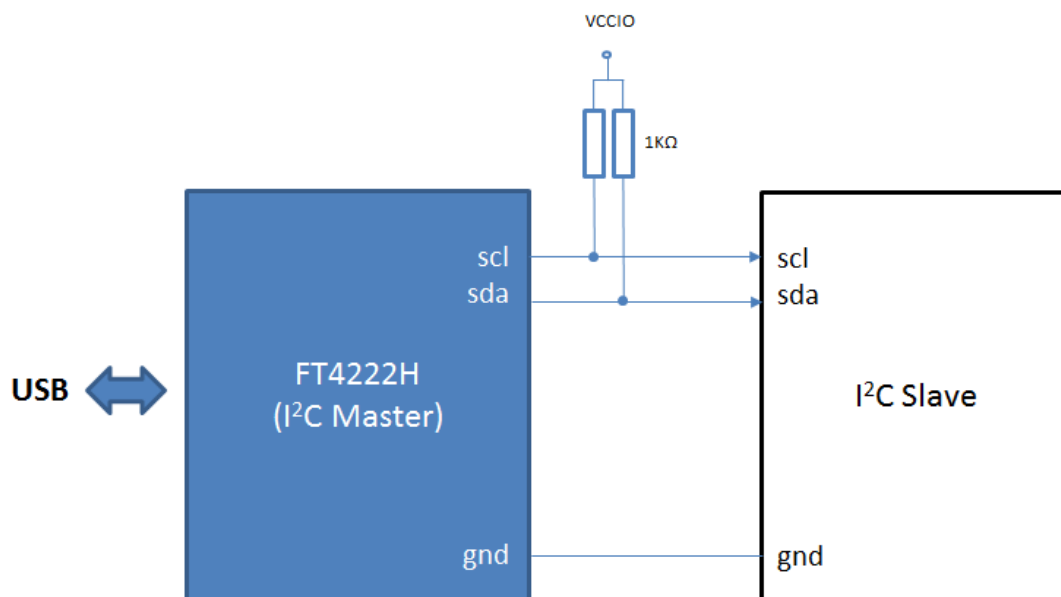 VCCIO
1KΩ
scl
scl
sda
sda
USB
FT4222H
(I²C Master)
I²C Slave
gnd
gnd